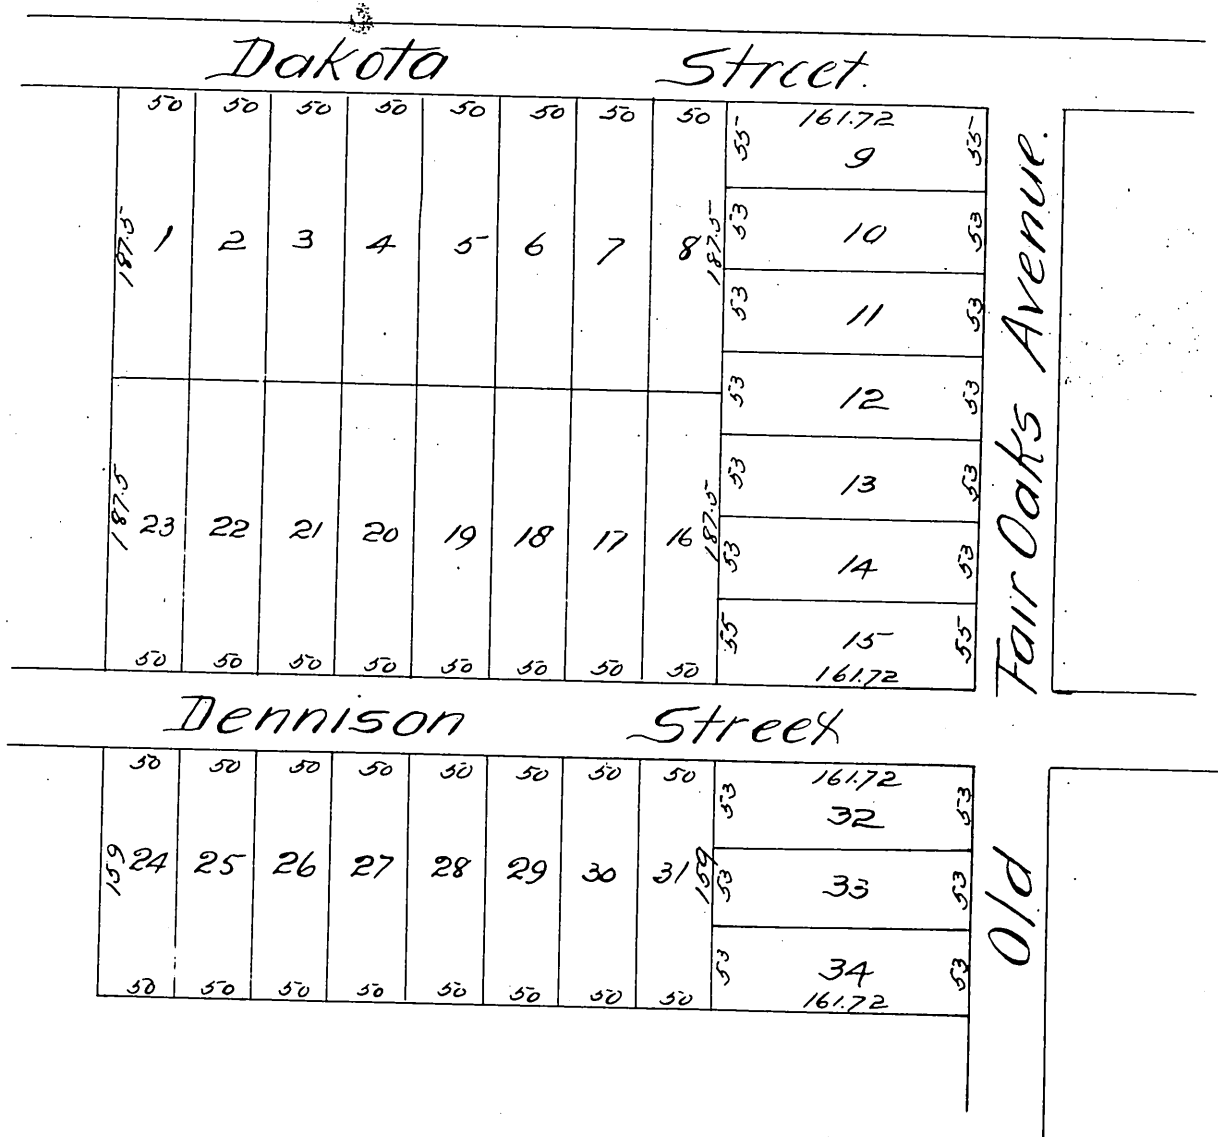 Dakota Street.
50 50 50 50 50 50 50 50 161.72
55 9 55
187.5 1 2 3 4 5 6 7 8 187.5
53 10 53
53 11 53
53 12 53
53 13 53
187.5 23 22 21 20 19 18 17 16 187.5
53 14 53
55 15 55
50 50 50 50 50 50 50 50 161.72
Dennison Street
50 50 50 50 50 50 50 50 161.72
53 32 53
159 24 25 26 27 28 29 30 31 159
53 33 53
53 34 53
50 50 50 50 50 50 50 50 161.72
Old Fair Oaks Avenue.